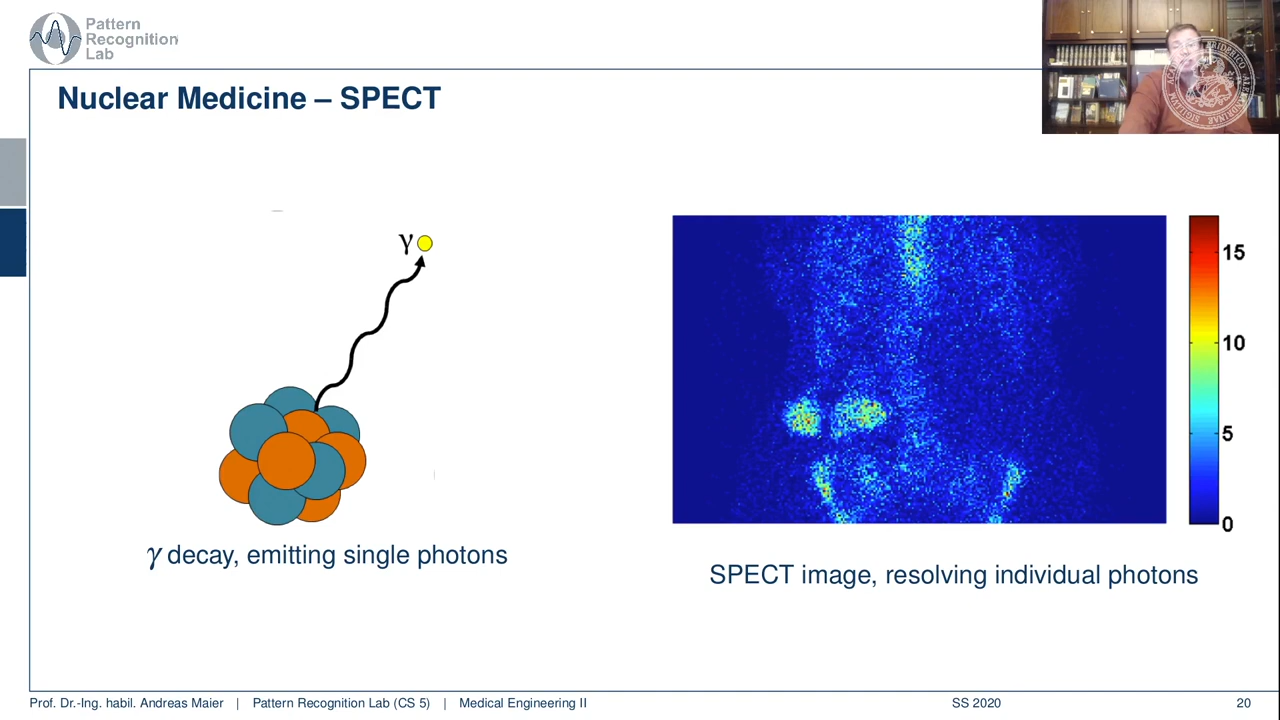 Pattern
Recognition
Lab
Nuclear Medicine – SPECT
γ
γ decay, emitting single photons
15
10
5
0
SPECT image, resolving individual photons
Prof. Dr.-Ing. habil. Andreas Maier | Pattern Recognition Lab (CS 5) | Medical Engineering II SS 2020 20